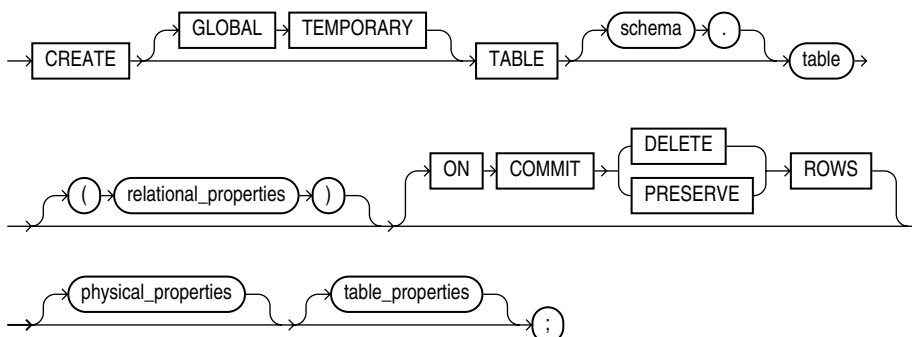 CREATE GLOBAL TEMPORARY TABLE schema . table
( relational_properties ) ON COMMIT DELETE PRESERVE ROWS
physical_properties table_properties ;